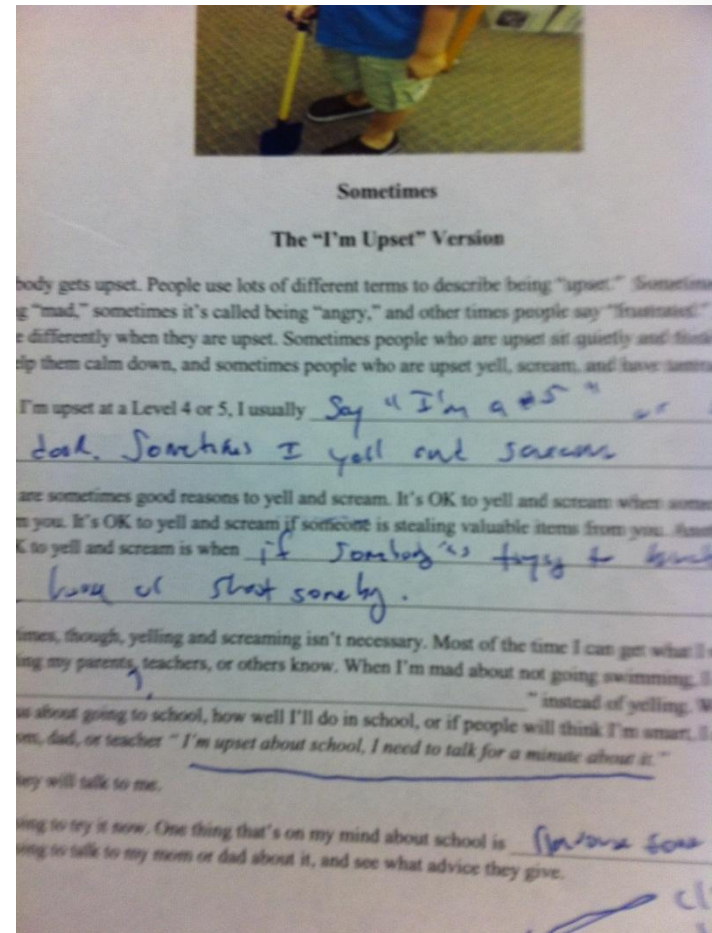 Sometimes
The "I'm Upset" Version
body gets upset. People use lots of different terms to describe being "upset." Sometime
g "mad," sometimes it's called being "angry," and other times people say "frustrated."
e differently when they are upset. Sometimes people who are upset sit quietly and
lp them calm down, and sometimes people who are upset yell, scream, and have
I'm upset at a Level 4 or 5, I usually Say "I'm a #5" or
door. Sometimes I yell and scream
are sometimes good reasons to yell and scream. It's OK to yell and scream when
m you. It's OK to yell and scream if someone is stealing valuable items from you.
K to yell and scream is when if somebody is trying to
or shoot somebody.
times, though, yelling and screaming isn't necessary. Most of the time I can get what I
ing my parents, teachers, or others know. When I'm mad about not going swimming, I
" instead of yelling. W
us about going to school, how well I'll do in school, or if people will think I'm smart, I
om, dad, or teacher "I'm upset about school, I need to talk for a minute about it."
hey will talk to me.
oing to try it now. One thing that's on my mind about school is
oing to talk to my mom or dad about it, and see what advice they give.